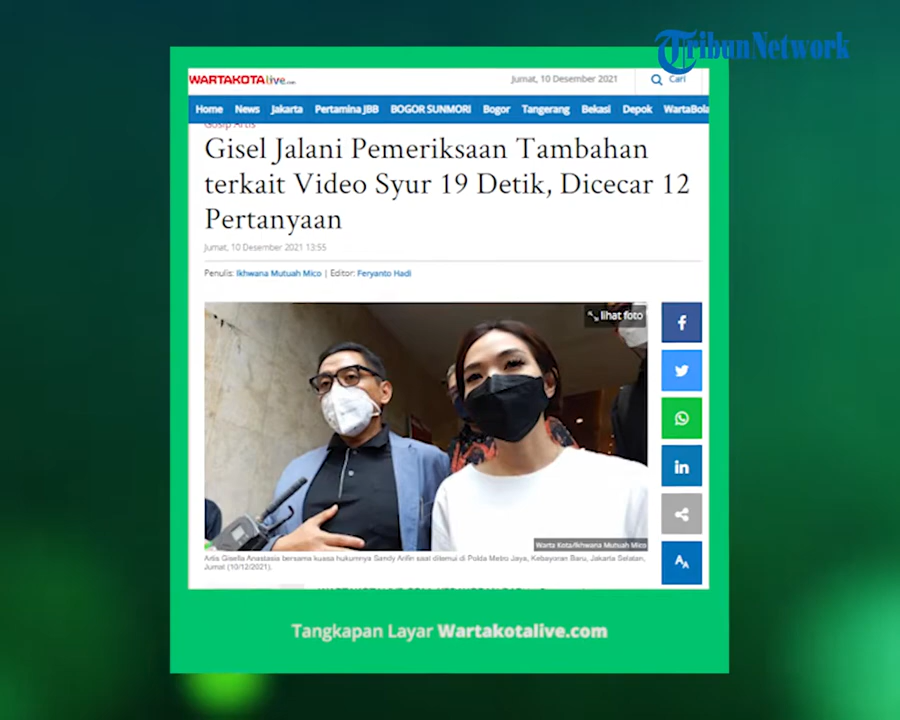 TribunNetwork
WARTAKOTAlive.com
Jumat, 10 Desember 2021
Cari
Home News Jakarta Pertamina JBB BOGOR SUNMORI Bogor Tangerang Bekasi Depok WartaBola
Gosip Artis
Gisel Jalani Pemeriksaan Tambahan
terkait Video Syur 19 Detik, Dicecar 12
Pertanyaan
Jumat, 10 Desember 2021 13:55
Penulis: Ikhwana Mutuah Mico | Editor: Feryanto Hadi
lihat foto
Warta Kota/Ikhwana Mutuah Mico
Artis Gisella Anastasia bersama kuasa hukumnya Sandy Arifin saat ditemui di Polda Metro Jaya, Kebayoran Baru, Jakarta Selatan,
Jumat (10/12/2021).
Tangkapan Layar Wartakotalive.com